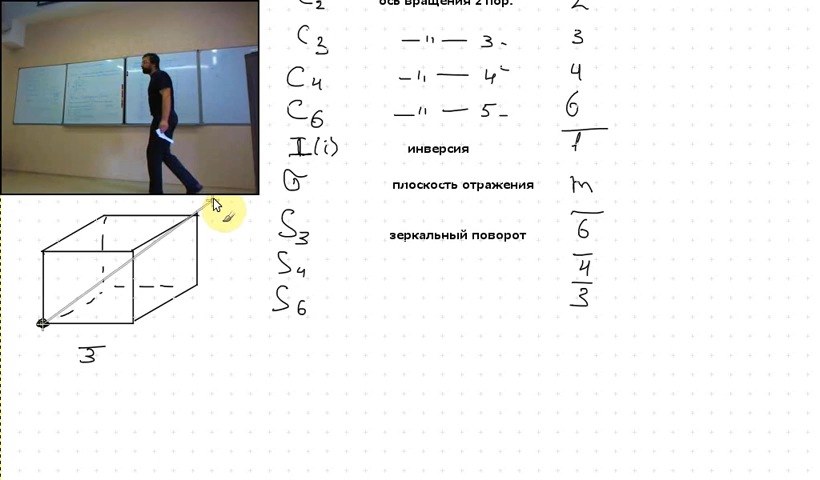 C₂ ось вращения 2 пор. 2
C₃ —"— 3- 3
C₄ —"— 4- 4
C₆ —"— 5- 6
I(i) инверсия 1̅
σ плоскость отражения m
S₃ зеркальный поворот 6̅
S₄ 4̅
S₆ 3̅
3̅